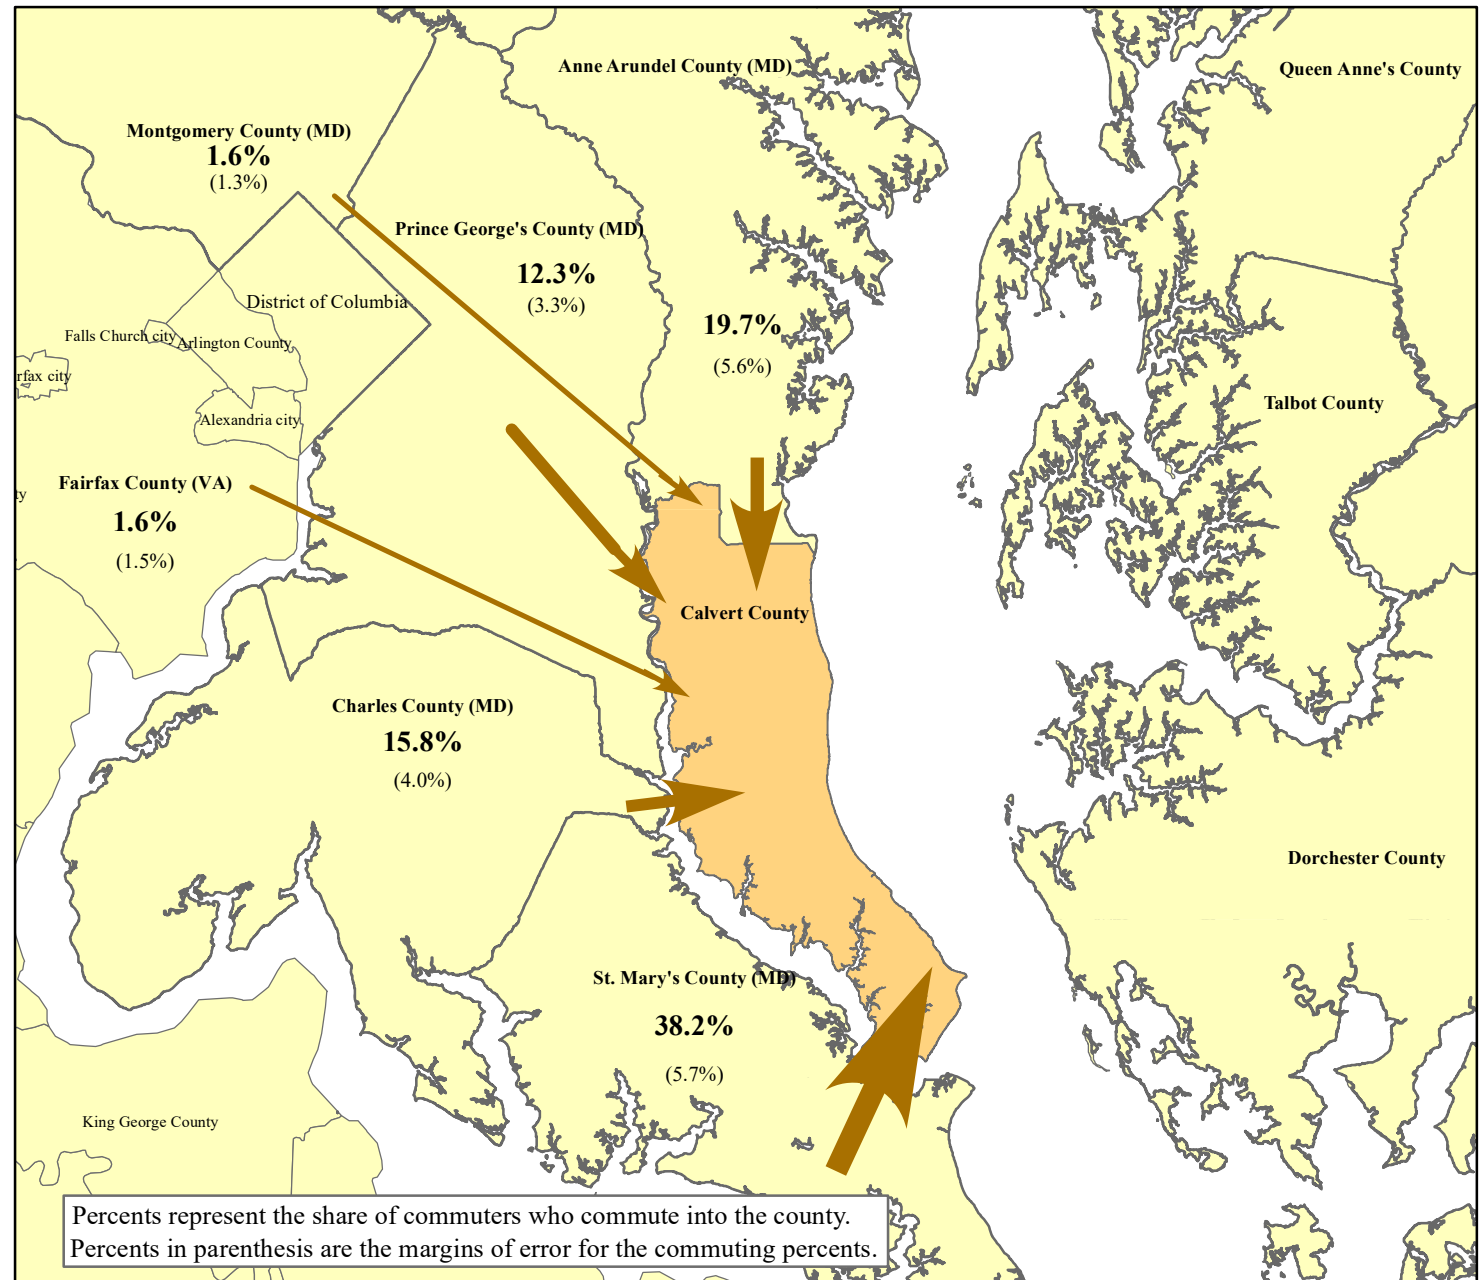 Anne Arundel County (MD)
Queen Anne's County
Montgomery County (MD)
1.6%
(1.3%)
Prince George's County (MD)
12.3%
(3.3%)
District of Columbia
19.7%
(5.6%)
Falls Church city
Arlington County
rfax city
Talbot County
Alexandria city
Fairfax County (VA)
ty
1.6%
(1.5%)
Calvert County
Charles County (MD)
15.8%
(4.0%)
Dorchester County
St. Mary's County (MD)
38.2%
(5.7%)
King George County
Percents represent the share of commuters who commute into the county.
Percents in parenthesis are the margins of error for the commuting percents.